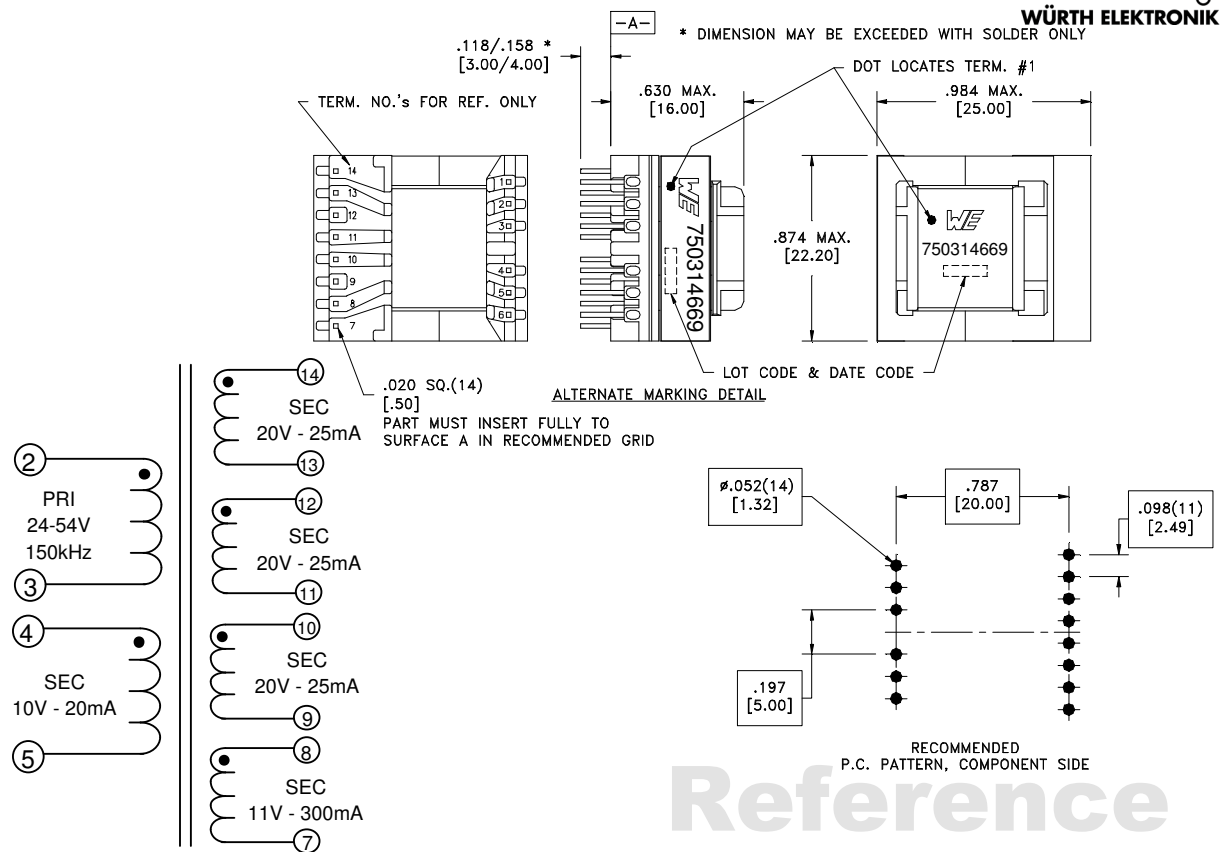 WÜRTH ELEKTRONIK
-A-
* DIMENSION MAY BE EXCEEDED WITH SOLDER ONLY
.118/.158 *
[3.00/4.00]
DOT LOCATES TERM. #1
TERM. NO.'s FOR REF. ONLY
.630 MAX.
[16.00]
.984 MAX.
[25.00]
14
13
12
11
10
9
8
7
1
2
3
4
5
6
WE
750314669
.874 MAX.
[22.20]
WE
750314669
LOT CODE & DATE CODE
ALTERNATE MARKING DETAIL
.020 SQ.(14)
[.50]
PART MUST INSERT FULLY TO
SURFACE A IN RECOMMENDED GRID
2
PRI
24-54V
150kHz
3
4
SEC
10V - 20mA
5
14
SEC
20V - 25mA
13
12
SEC
20V - 25mA
11
10
SEC
20V - 25mA
9
8
SEC
11V - 300mA
7
ø.052(14)
[1.32]
.787
[20.00]
.098(11)
[2.49]
.197
[5.00]
RECOMMENDED
P.C. PATTERN, COMPONENT SIDE
Reference